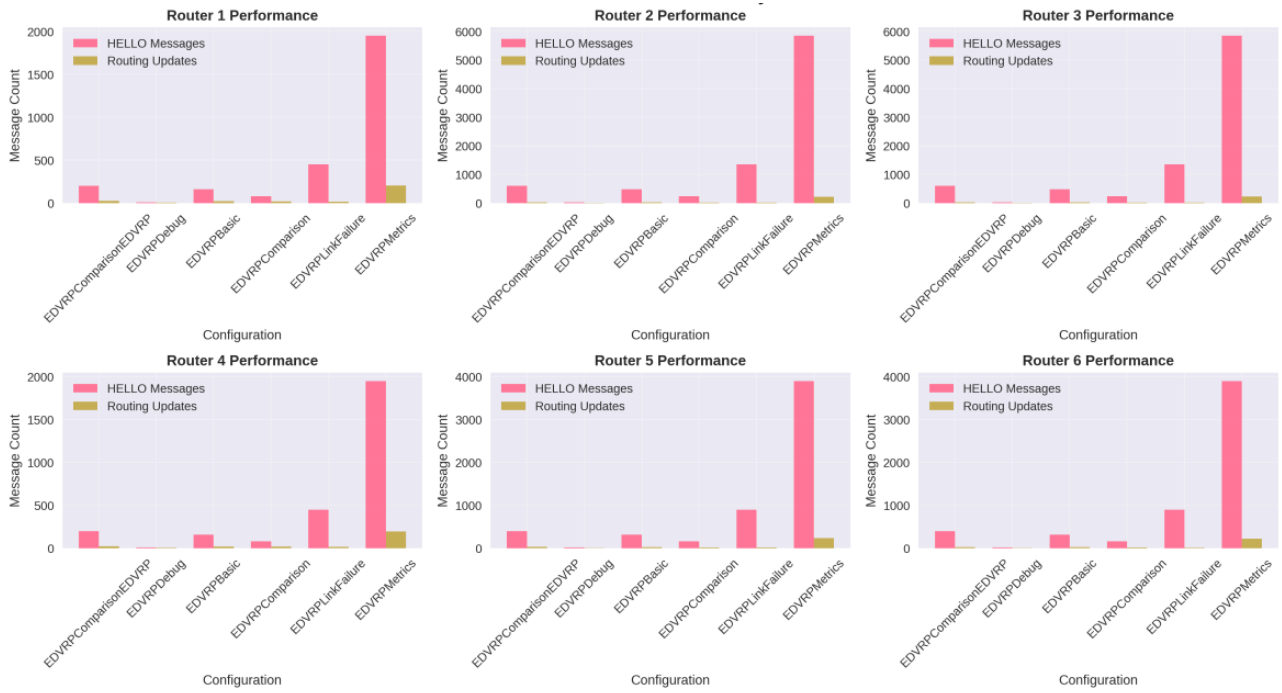 Router 1 Performance
Message Count
2000
1500
1000
500
0
HELLO Messages
Routing Updates
EDVRPComparisonEDVRP
EDVRPDebug
EDVRPBasic
EDVRPComparison
EDVRPLinkFailure
EDVRPMetrics
Configuration
Router 2 Performance
Message Count
6000
5000
4000
3000
2000
1000
0
HELLO Messages
Routing Updates
EDVRPComparisonEDVRP
EDVRPDebug
EDVRPBasic
EDVRPComparison
EDVRPLinkFailure
EDVRPMetrics
Configuration
Router 3 Performance
Message Count
6000
5000
4000
3000
2000
1000
0
HELLO Messages
Routing Updates
EDVRPComparisonEDVRP
EDVRPDebug
EDVRPBasic
EDVRPComparison
EDVRPLinkFailure
EDVRPMetrics
Configuration
Router 4 Performance
Message Count
2000
1500
1000
500
0
HELLO Messages
Routing Updates
EDVRPComparisonEDVRP
EDVRPDebug
EDVRPBasic
EDVRPComparison
EDVRPLinkFailure
EDVRPMetrics
Configuration
Router 5 Performance
Message Count
4000
3000
2000
1000
0
HELLO Messages
Routing Updates
EDVRPComparisonEDVRP
EDVRPDebug
EDVRPBasic
EDVRPComparison
EDVRPLinkFailure
EDVRPMetrics
Configuration
Router 6 Performance
Message Count
4000
3000
2000
1000
0
HELLO Messages
Routing Updates
EDVRPComparisonEDVRP
EDVRPDebug
EDVRPBasic
EDVRPComparison
EDVRPLinkFailure
EDVRPMetrics
Configuration